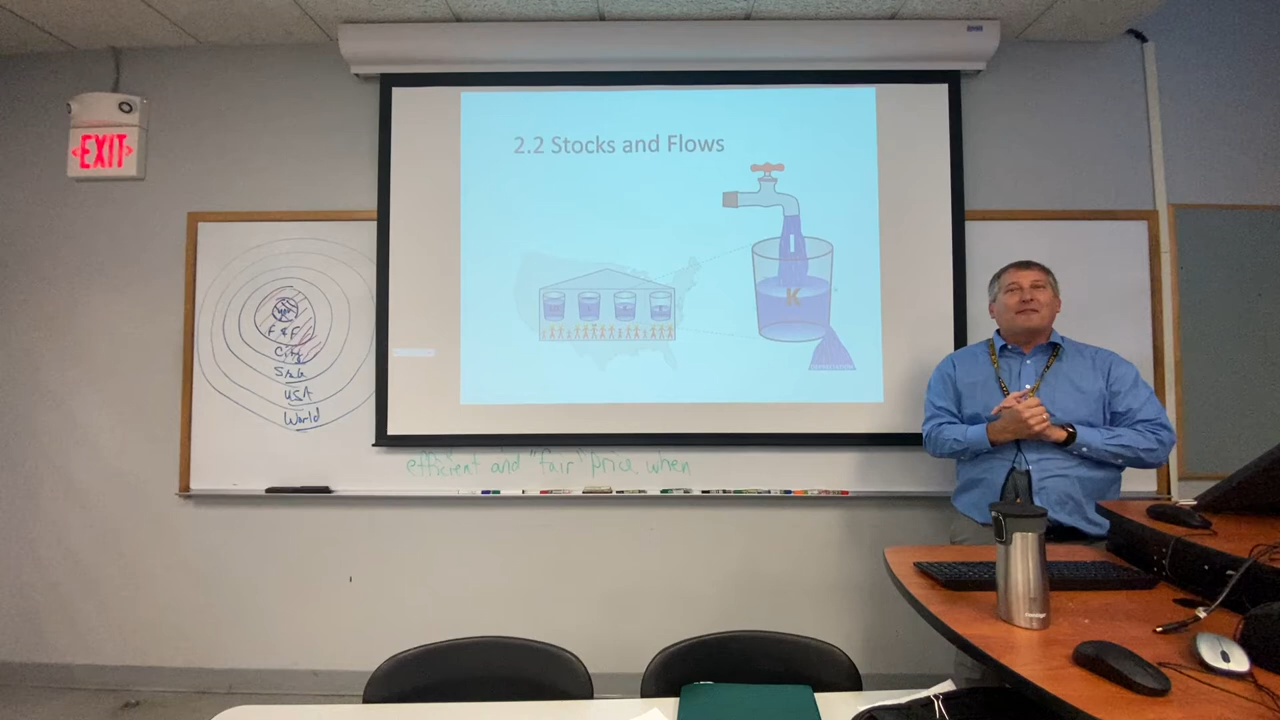 EXIT
2.2 Stocks and Flows
K
F & F
City
State
USA
World
efficient and "fair" price when